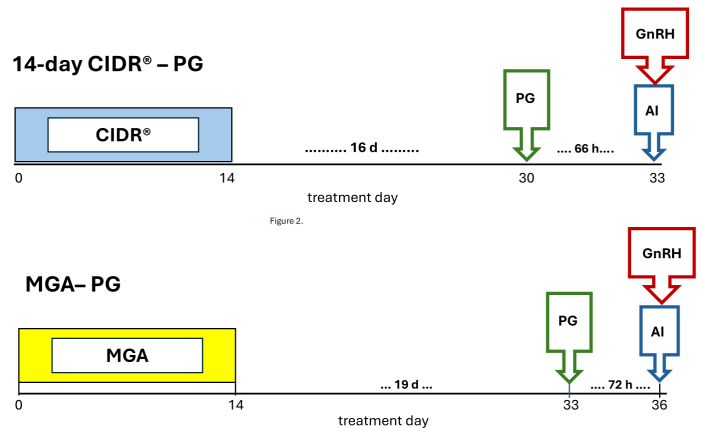 GnRH
14-day CIDR® – PG
PG
AI
CIDR®
.......... 16 d .........
.... 66 h....
0
14
30
33
treatment day
Figure 2.
GnRH
MGA– PG
PG
AI
MGA
... 19 d ...
.... 72 h ....
0
14
33
36
treatment day